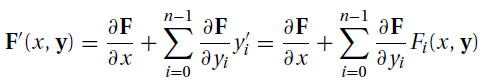 F′(x, y) = ∂F/∂x + ∑_{i=0}^{n−1} ∂F/∂y_i y′_i = ∂F/∂x + ∑_{i=0}^{n−1} ∂F/∂y_i F_i(x, y)